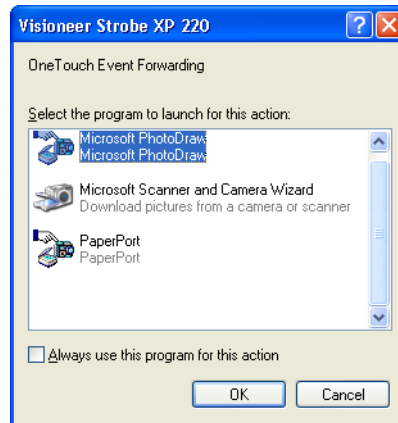 Visioneer Strobe XP 220
OneTouch Event Forwarding
Select the program to launch for this action:
Microsoft PhotoDraw
Microsoft PhotoDraw
Microsoft Scanner and Camera Wizard
Download pictures from a camera or scanner
PaperPort
PaperPort
Always use this program for this action
OK Cancel